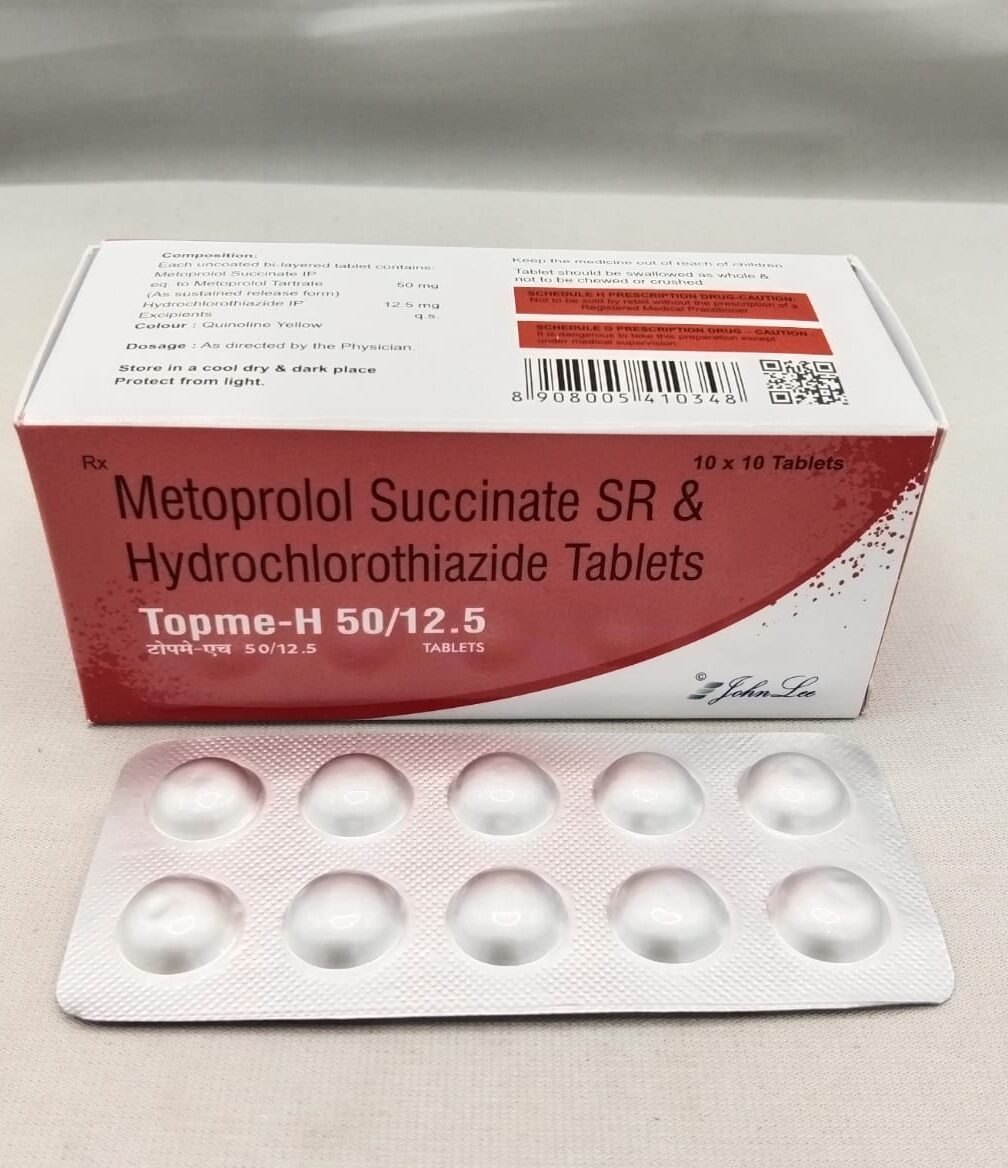 Composition:
Each uncoated bi-layered tablet contains:
Metoprolol Succinate IP
eq. to Metoprolol Tartrate 50 mg
(As sustained release form)
Hydrochlorothiazide IP 12.5 mg
Excipients q.s.
Colour : Quinoline Yellow
Dosage : As directed by the Physician.
Store in a cool dry & dark place
Protect from light.
Keep the medicine out of reach of children
Tablet should be swallowed as whole &
not to be chewed or crushed
SCHEDULE H PRESCRIPTION DRUG-CAUTION:
Not to be sold by retail without the prescription of a
Registered Medical Practitioner
SCHEDULE G PRESCRIPTION DRUG - CAUTION
It is dangerous to take this preparation except
under medical supervision
8 908005 410348
Rx
10 x 10 Tablets
Metoprolol Succinate SR &
Hydrochlorothiazide Tablets
Topme-H 50/12.5
टोपमे-एच 50/12.5 TABLETS
© John Lee